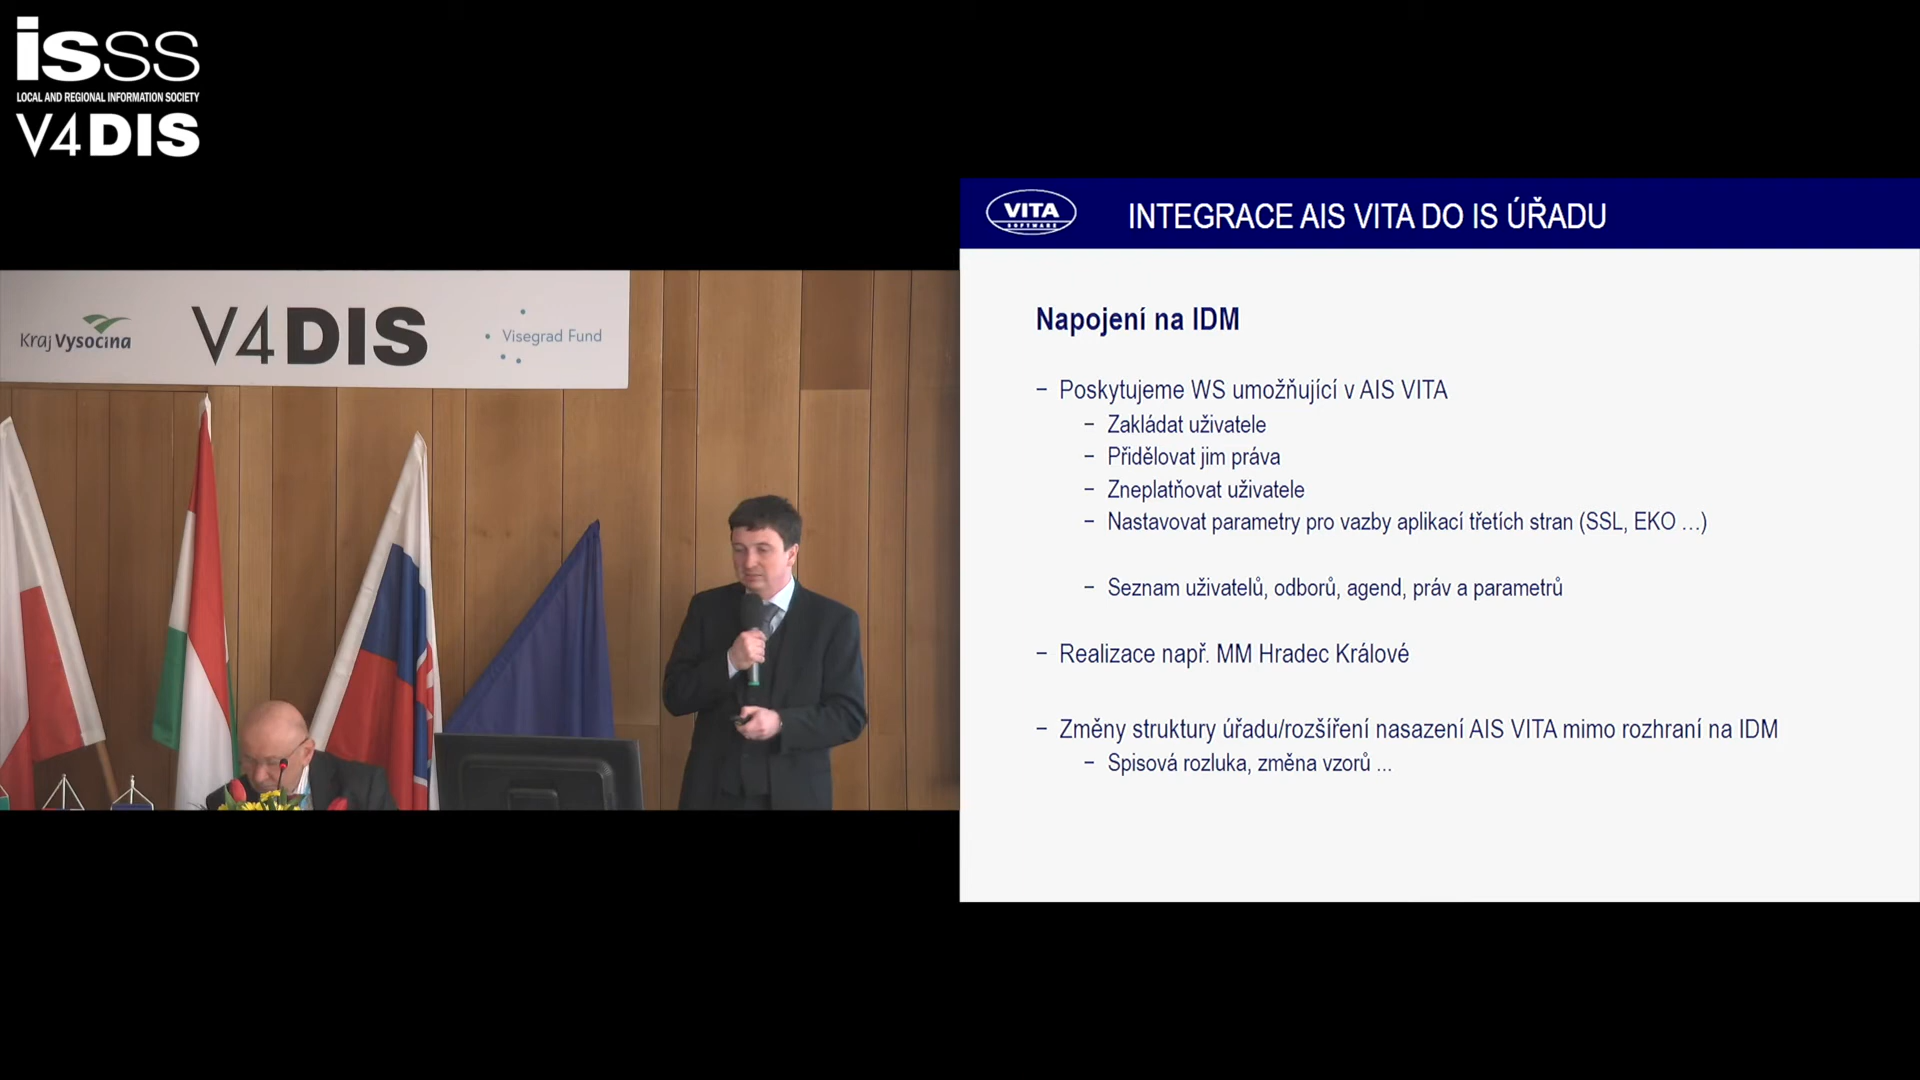 isss
LOCAL AND REGIONAL INFORMATION SOCIETY
V4DIS
Kraj Vysočina
V4DIS
Visegrad Fund
VITA
SOFTWARE
INTEGRACE AIS VITA DO IS ÚŘADU
Napojení na IDM
− Poskytujeme WS umožňující v AIS VITA
− Zakládat uživatele
− Přidělovat jim práva
− Zneplatňovat uživatele
− Nastavovat parametry pro vazby aplikací třetích stran (SSL, EKO …)
− Seznam uživatelů, odborů, agend, práv a parametrů
− Realizace např. MM Hradec Králové
− Změny struktury úřadu/rozšíření nasazení AIS VITA mimo rozhraní na IDM
− Spisová rozluka, změna vzorů ...